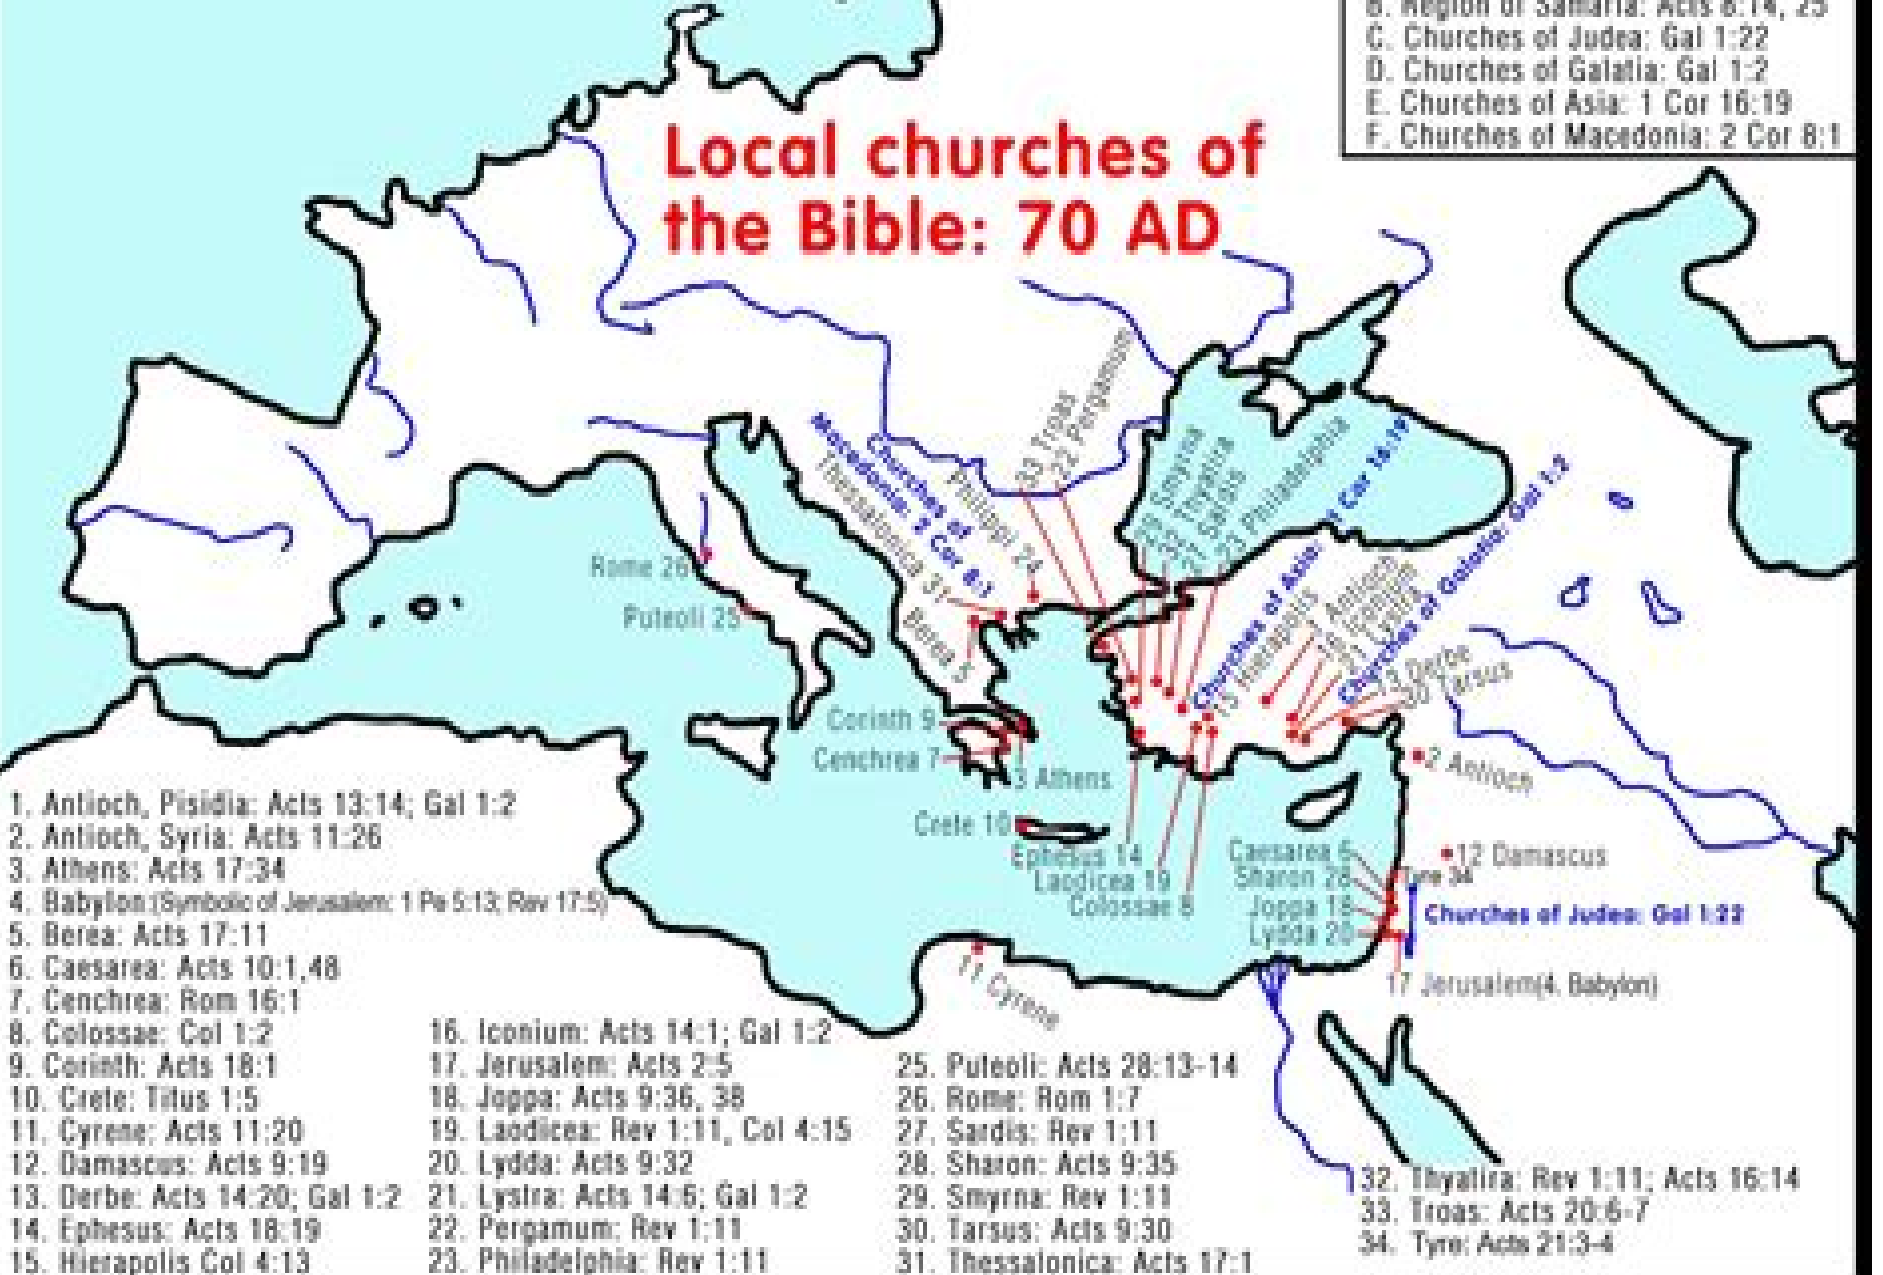 B. Region of Samaria: Acts 8:14, 25
C. Churches of Judea: Gal 1:22
D. Churches of Galatia: Gal 1:2
E. Churches of Asia: 1 Cor 16:19
F. Churches of Macedonia: 2 Cor 8:1
Local churches of
the Bible: 70 AD
33 Troas
22 Pergamum
Churches of
Macedonia: 2 Cor 8:1
Thessalonica 31
Philippi 24
Berea 5
Smyrna
Thyatira
Sardis
23 Philadelphia
Churches of Asia: 1 Cor 16:19
15 Hierapolis
Antioch
Iconium
Lystra
Churches of Galatia: Gal 1:2
13 Derbe
30 Tarsus
Rome 26
Puteoli 25
Corinth 9
Cenchrea 7
3 Athens
Crete 10
Ephesus 14
Laodicea 19
Colossae 8
2 Antioch
12 Damascus
Caesarea 6
Tyre 34
Sharon 28
Joppa 18
Lydda 20
Churches of Judea: Gal 1:22
17 Jerusalem(4. Babylon)
11 Cyrene
1. Antioch, Pisidia: Acts 13:14; Gal 1:2
2. Antioch, Syria: Acts 11:26
3. Athens: Acts 17:34
4. Babylon:(Symbolic of Jerusalem: 1 Pe 5:13; Rev 17:5)
5. Berea: Acts 17:11
6. Caesarea: Acts 10:1,48
7. Cenchrea: Rom 16:1
8. Colossae: Col 1:2
9. Corinth: Acts 18:1
10. Crete: Titus 1:5
11. Cyrene: Acts 11:20
12. Damascus: Acts 9:19
13. Derbe: Acts 14:20; Gal 1:2
14. Ephesus: Acts 18:19
15. Hierapolis Col 4:13
16. Iconium: Acts 14:1; Gal 1:2
17. Jerusalem: Acts 2:5
18. Joppa: Acts 9:36, 38
19. Laodicea: Rev 1:11, Col 4:15
20. Lydda: Acts 9:32
21. Lystra: Acts 14:6; Gal 1:2
22. Pergamum: Rev 1:11
23. Philadelphia: Rev 1:11
25. Puteoli: Acts 28:13-14
26. Rome: Rom 1:7
27. Sardis: Rev 1:11
28. Sharon: Acts 9:35
29. Smyrna: Rev 1:11
30. Tarsus: Acts 9:30
31. Thessalonica: Acts 17:1
32. Thyatira: Rev 1:11; Acts 16:14
33. Troas: Acts 20:6-7
34. Tyre: Acts 21:3-4